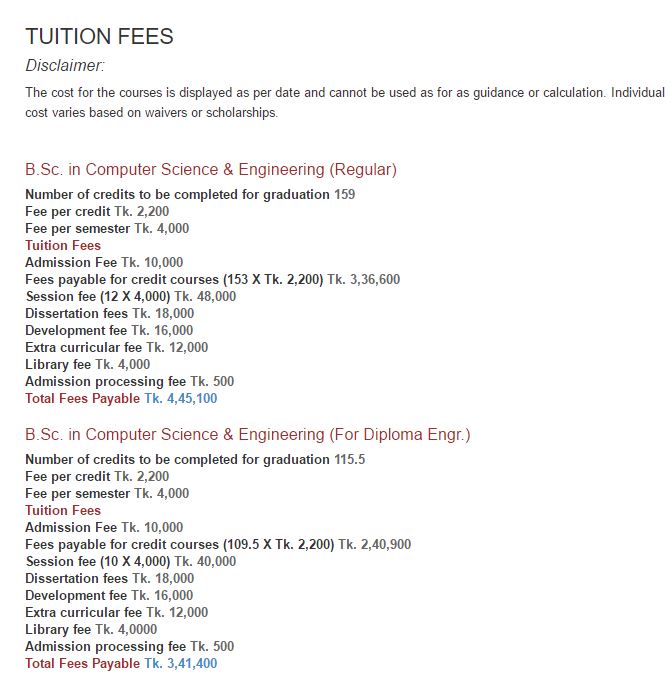 TUITION FEES
Disclaimer:
The cost for the courses is displayed as per date and cannot be used as for as guidance or calculation. Individual
cost varies based on waivers or scholarships.
B.Sc. in Computer Science & Engineering (Regular)
Number of credits to be completed for graduation 159
Fee per credit Tk. 2,200
Fee per semester Tk. 4,000
Tuition Fees
Admission Fee Tk. 10,000
Fees payable for credit courses (153 X Tk. 2,200) Tk. 3,36,600
Session fee (12 X 4,000) Tk. 48,000
Dissertation fees Tk. 18,000
Development fee Tk. 16,000
Extra curricular fee Tk. 12,000
Library fee Tk. 4,000
Admission processing fee Tk. 500
Total Fees Payable Tk. 4,45,100
B.Sc. in Computer Science & Engineering (For Diploma Engr.)
Number of credits to be completed for graduation 115.5
Fee per credit Tk. 2,200
Fee per semester Tk. 4,000
Tuition Fees
Admission Fee Tk. 10,000
Fees payable for credit courses (109.5 X Tk. 2,200) Tk. 2,40,900
Session fee (10 X 4,000) Tk. 40,000
Dissertation fees Tk. 18,000
Development fee Tk. 16,000
Extra curricular fee Tk. 12,000
Library fee Tk. 4,0000
Admission processing fee Tk. 500
Total Fees Payable Tk. 3,41,400